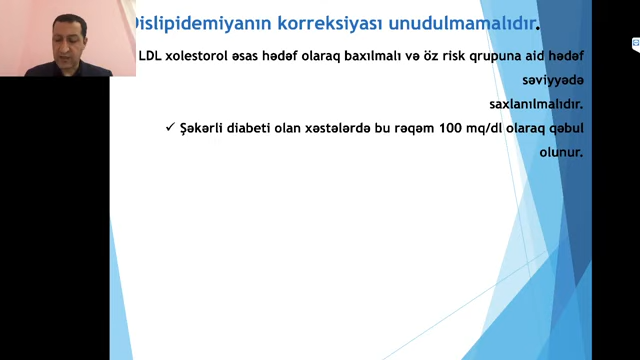 Dislipidemiyanın korreksiyası unudulmamalıdır.
LDL xolestorol əsas hədəf olaraq baxılmalı və öz risk qrupuna aid hədəf
səviyyədə
saxlanılmalıdır.
✓ Şəkərli diabeti olan xəstələrdə bu rəqəm 100 mq/dl olaraq qəbul
olunur.